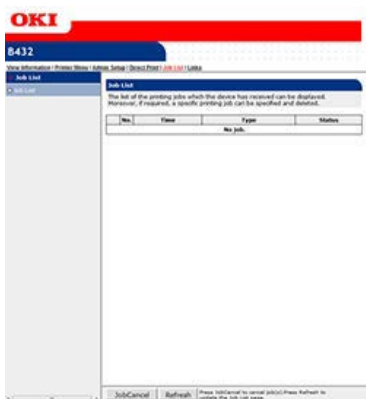 OKI
B432
View Information | Printer Menu | Admin Setup | Direct Print | Job List | Links
Job List
Job List
Job List
The list of the printing jobs which the device has received can be displayed.
Moreover, if required, a specific printing job can be specified and deleted.
No. Time Type Status
No job.
JobCancel Refresh Press JobCancel to cancel job(s).Press Refresh to
update the Job List page.